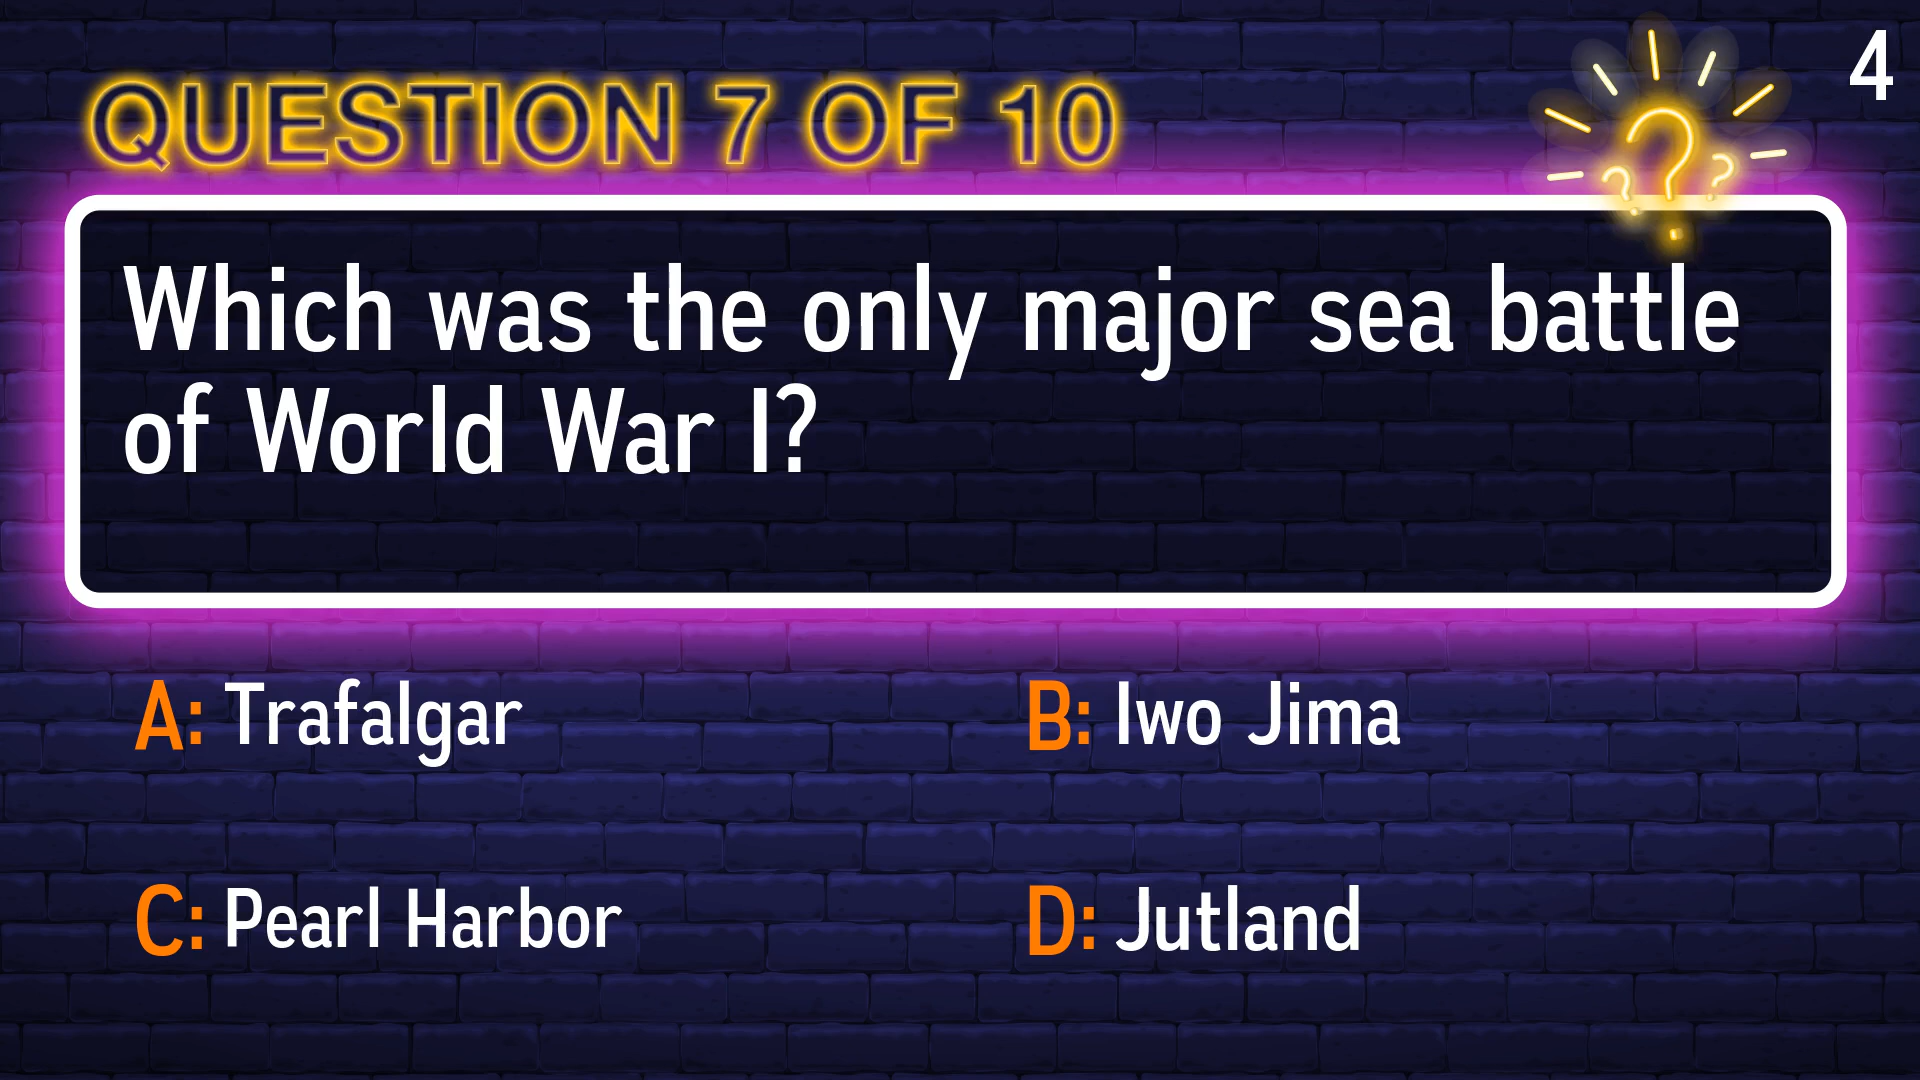 4
QUESTION 7 OF 10
Which was the only major sea battle
of World War I?
A: Trafalgar
B: Iwo Jima
C: Pearl Harbor
D: Jutland